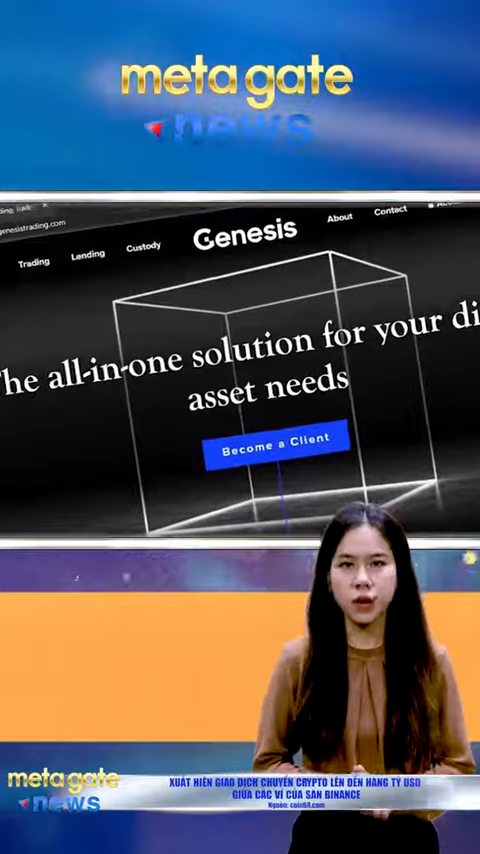 meta gate
news
genesistrading.com
Trading
Lending
Custody
Genesis
About
Contact
The all-in-one solution for your di
asset needs
Become a Client
meta gate
news
XUẤT HIỆN GIAO DỊCH CHUYỂN CRYPTO LÊN ĐẾN HÀNG TỶ USD
GIỮA CÁC VÍ CỦA SÀN BINANCE
Nguồn: coin68.com